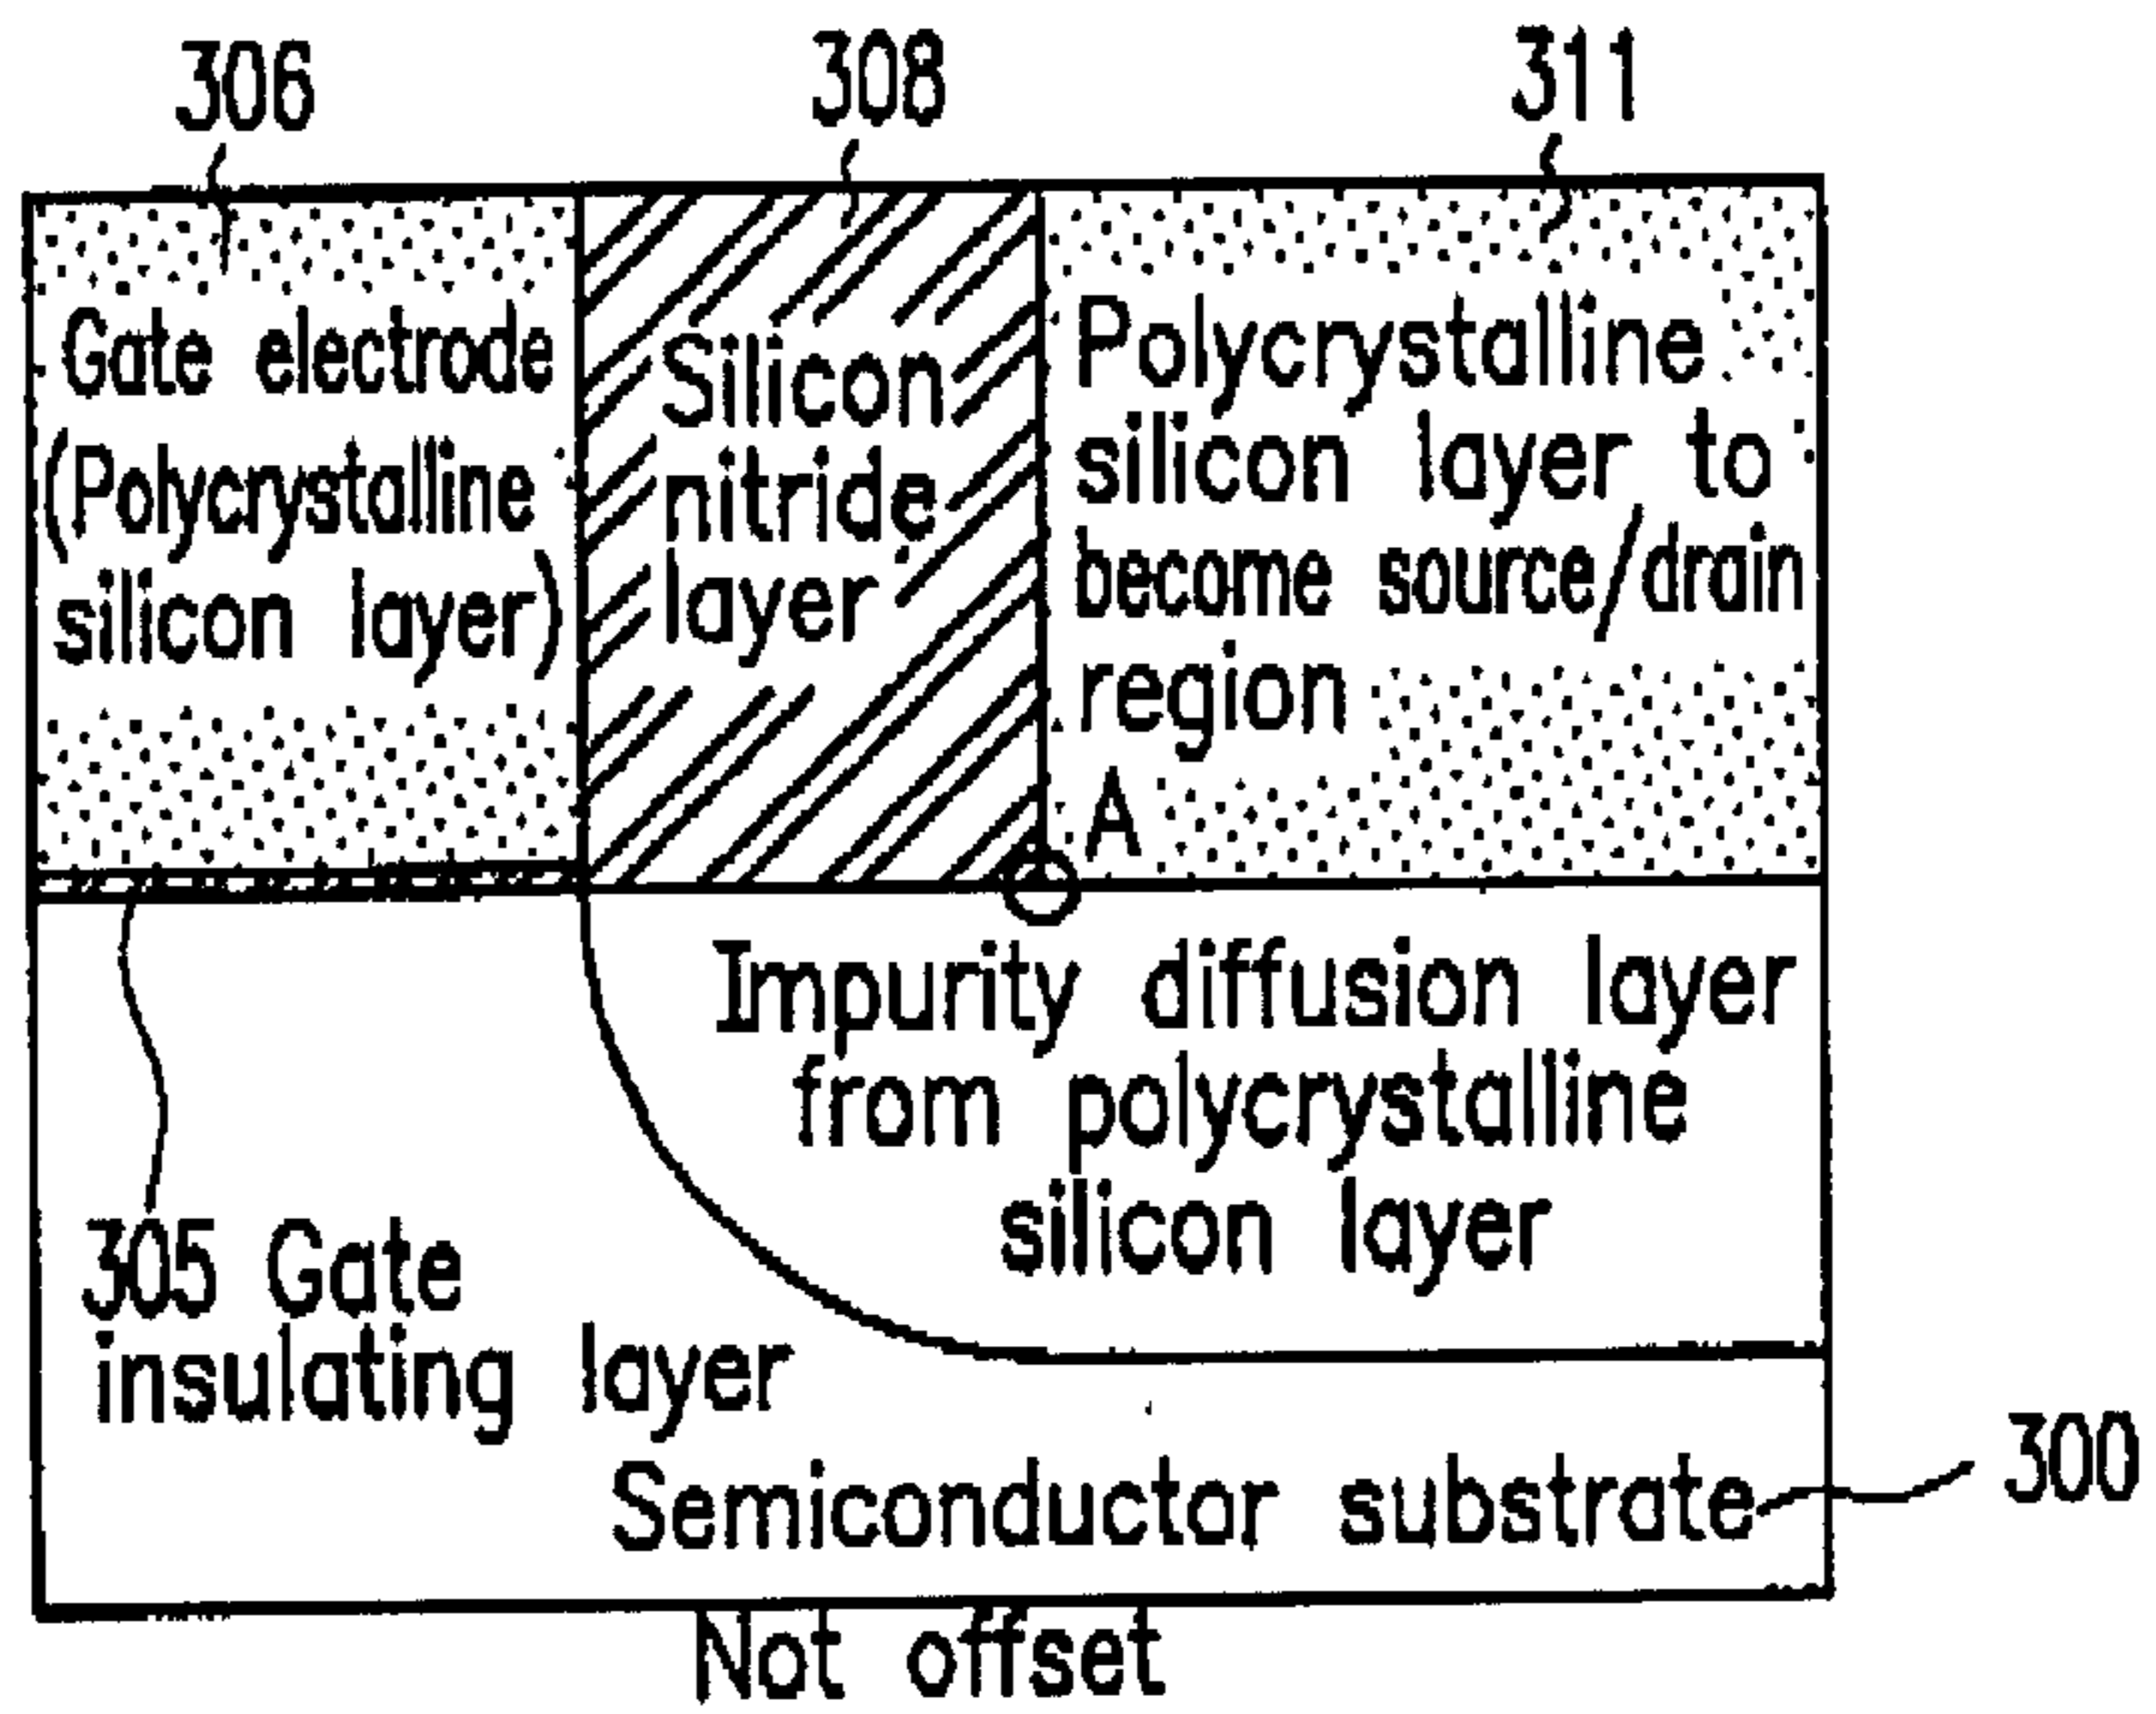 306
308
311
Gate electrode
(Polycrystalline
silicon layer)
Silicon
nitride
layer
Polycrystalline
silicon layer to
become source/drain
region
A
Impurity diffusion layer
from polycrystalline
silicon layer
305 Gate
insulating layer
Semiconductor substrate
300
Not offset